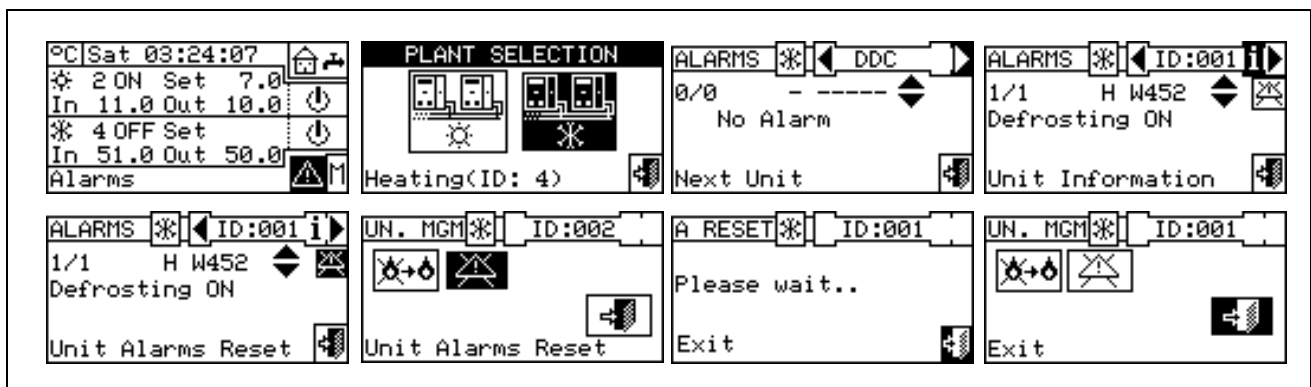 °C Sat 03:24:07
2 ON Set 7.0
In 11.0 Out 10.0
4 OFF Set
In 51.0 Out 50.0
Alarms M
PLANT SELECTION
Heating(ID: 4)
ALARMS DDC
0/0 - -----
No Alarm
Next Unit
ALARMS ID:001 i
1/1 H W452
Defrosting ON
Unit Information
ALARMS ID:001 i
1/1 H W452
Defrosting ON
Unit Alarms Reset
UN. MGM ID:002
Unit Alarms Reset
A RESET ID:001
Please wait..
Exit
UN. MGM ID:001
Exit